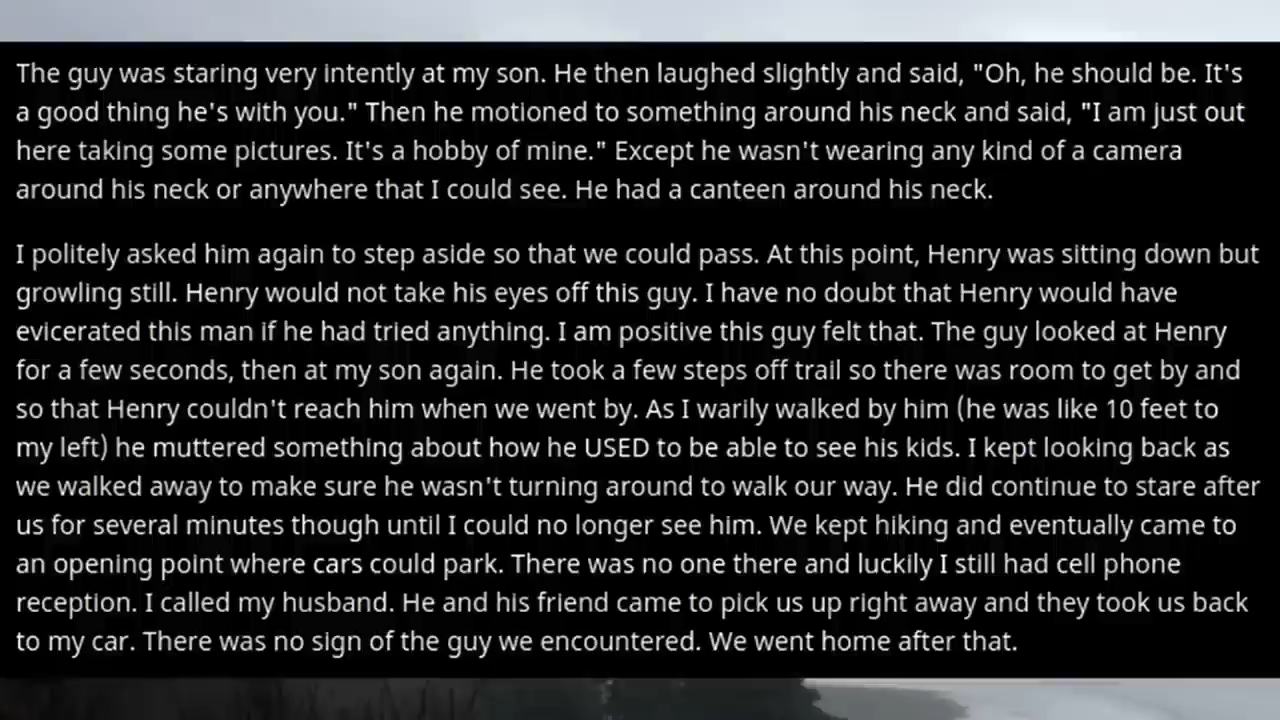 The guy was staring very intently at my son. He then laughed slightly and said, "Oh, he should be. It's
a good thing he's with you." Then he motioned to something around his neck and said, "I am just out
here taking some pictures. It's a hobby of mine." Except he wasn't wearing any kind of a camera
around his neck or anywhere that I could see. He had a canteen around his neck.
I politely asked him again to step aside so that we could pass. At this point, Henry was sitting down but
growling still. Henry would not take his eyes off this guy. I have no doubt that Henry would have
evicerated this man if he had tried anything. I am positive this guy felt that. The guy looked at Henry
for a few seconds, then at my son again. He took a few steps off trail so there was room to get by and
so that Henry couldn't reach him when we went by. As I warily walked by him (he was like 10 feet to
my left) he muttered something about how he USED to be able to see his kids. I kept looking back as
we walked away to make sure he wasn't turning around to walk our way. He did continue to stare after
us for several minutes though until I could no longer see him. We kept hiking and eventually came to
an opening point where cars could park. There was no one there and luckily I still had cell phone
reception. I called my husband. He and his friend came to pick us up right away and they took us back
to my car. There was no sign of the guy we encountered. We went home after that.